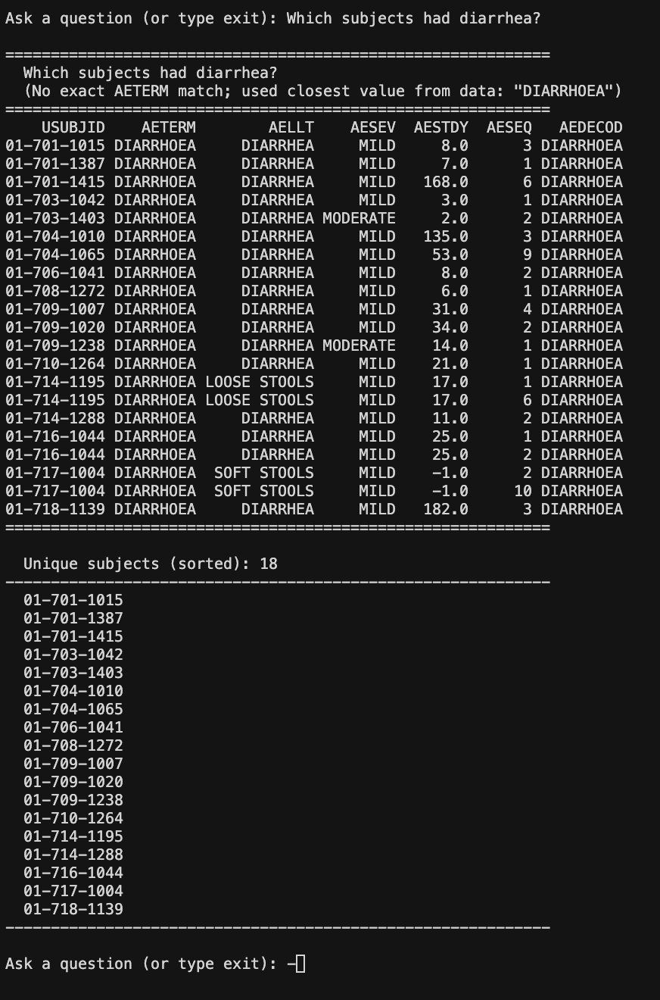 Ask a question (or type exit): Which subjects had diarrhea?
============================================================
  Which subjects had diarrhea?
  (No exact AETERM match; used closest value from data: "DIARRHOEA")
============================================================
    USUBJID    AETERM        AELLT    AESEV  AESTDY  AESEQ   AEDECOD
01-701-1015 DIARRHOEA     DIARRHEA     MILD     8.0      3 DIARRHOEA
01-701-1387 DIARRHOEA     DIARRHEA     MILD     7.0      1 DIARRHOEA
01-701-1415 DIARRHOEA     DIARRHEA     MILD   168.0      6 DIARRHOEA
01-703-1042 DIARRHOEA     DIARRHEA     MILD     3.0      1 DIARRHOEA
01-703-1403 DIARRHOEA     DIARRHEA MODERATE     2.0      2 DIARRHOEA
01-704-1010 DIARRHOEA     DIARRHEA     MILD   135.0      3 DIARRHOEA
01-704-1065 DIARRHOEA     DIARRHEA     MILD    53.0      9 DIARRHOEA
01-706-1041 DIARRHOEA     DIARRHEA     MILD     8.0      2 DIARRHOEA
01-708-1272 DIARRHOEA     DIARRHEA     MILD     6.0      1 DIARRHOEA
01-709-1007 DIARRHOEA     DIARRHEA     MILD    31.0      4 DIARRHOEA
01-709-1020 DIARRHOEA     DIARRHEA     MILD    34.0      2 DIARRHOEA
01-709-1238 DIARRHOEA     DIARRHEA MODERATE    14.0      1 DIARRHOEA
01-710-1264 DIARRHOEA     DIARRHEA     MILD    21.0      1 DIARRHOEA
01-714-1195 DIARRHOEA LOOSE STOOLS     MILD    17.0      1 DIARRHOEA
01-714-1195 DIARRHOEA LOOSE STOOLS     MILD    17.0      6 DIARRHOEA
01-714-1288 DIARRHOEA     DIARRHEA     MILD    11.0      2 DIARRHOEA
01-716-1044 DIARRHOEA     DIARRHEA     MILD    25.0      1 DIARRHOEA
01-716-1044 DIARRHOEA     DIARRHEA     MILD    25.0      2 DIARRHOEA
01-717-1004 DIARRHOEA  SOFT STOOLS     MILD    -1.0      2 DIARRHOEA
01-717-1004 DIARRHOEA  SOFT STOOLS     MILD    -1.0     10 DIARRHOEA
01-718-1139 DIARRHOEA     DIARRHEA     MILD   182.0      3 DIARRHOEA
============================================================
  Unique subjects (sorted): 18
------------------------------------------------------------
  01-701-1015
  01-701-1387
  01-701-1415
  01-703-1042
  01-703-1403
  01-704-1010
  01-704-1065
  01-706-1041
  01-708-1272
  01-709-1007
  01-709-1020
  01-709-1238
  01-710-1264
  01-714-1195
  01-714-1288
  01-716-1044
  01-717-1004
  01-718-1139
------------------------------------------------------------
Ask a question (or type exit): -